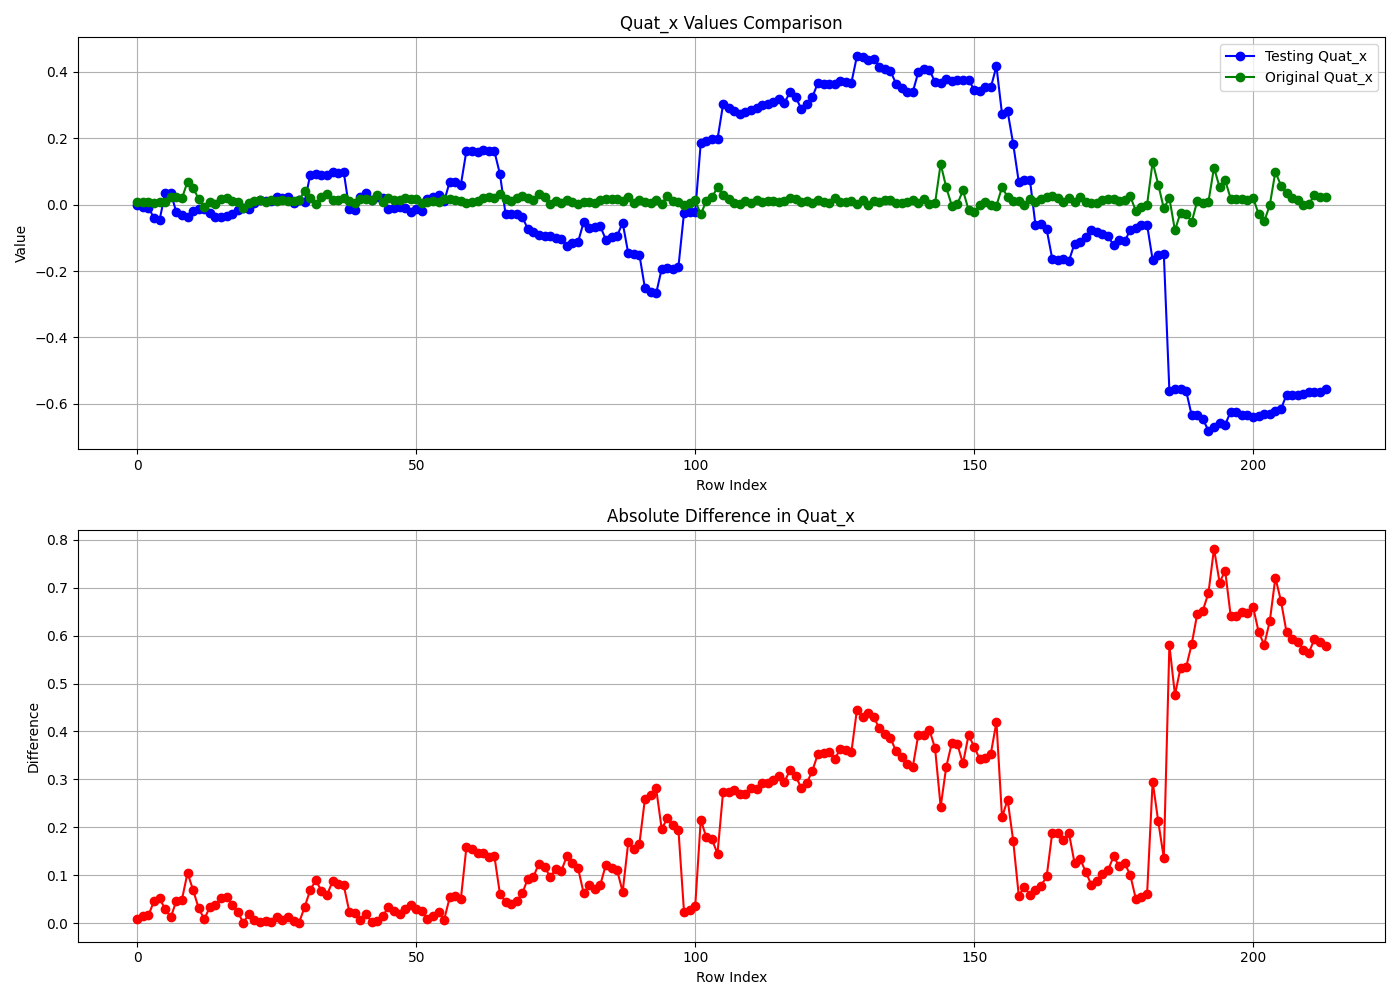 Quat_x Values Comparison
Testing Quat_x
Original Quat_x
Value
0.4
0.2
0.0
−0.2
−0.4
−0.6
0 50 100 150 200
Row Index
Absolute Difference in Quat_x
Difference
0.8
0.7
0.6
0.5
0.4
0.3
0.2
0.1
0.0
0 50 100 150 200
Row Index